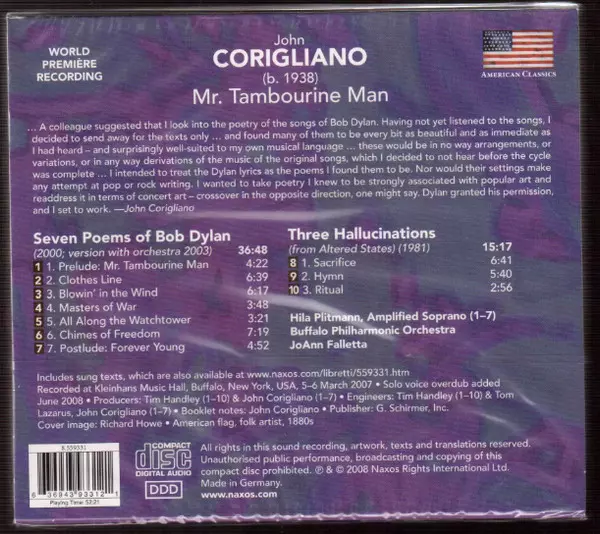 WORLD
PREMIÈRE
RECORDING
John
CORIGLIANO
(b. 1938)
Mr. Tambourine Man
AMERICAN CLASSICS
... A colleague suggested that I look into the poetry of the songs of Bob Dylan. Having not yet listened to the songs, I
decided to send away for the texts only ... and found many of them to be every bit as beautiful and as immediate as
I had heard – and surprisingly well-suited to my own musical language ... these would be in no way arrangements, or
variations, or in any way derivations of the music of the original songs, which I decided to not hear before the cycle
was complete ... I intended to treat the Dylan lyrics as the poems I found them to be. Nor would their settings make
any attempt at pop or rock writing. I wanted to take poetry I knew to be strongly associated with popular art and
readdress it in terms of concert art – crossover in the opposite direction, one might say. Dylan granted his permission,
and I set to work. —John Corigliano
Seven Poems of Bob Dylan
(2000; version with orchestra 2003) 36:48
1 1. Prelude: Mr. Tambourine Man 4:22
2 2. Clothes Line 6:39
3 3. Blowin' in the Wind 6:17
4 4. Masters of War 3:48
5 5. All Along the Watchtower 3:21
6 6. Chimes of Freedom 7:19
7 7. Postlude: Forever Young 4:52
Three Hallucinations
(from Altered States) (1981) 15:17
8 1. Sacrifice 6:41
9 2. Hymn 5:40
10 3. Ritual 2:56
Hila Plitmann, Amplified Soprano (1–7)
Buffalo Philharmonic Orchestra
JoAnn Falletta
Includes sung texts, which are also available at www.naxos.com/libretti/559331.htm
Recorded at Kleinhans Music Hall, Buffalo, New York, USA, 5–6 March 2007 • Solo voice overdub added
June 2008 • Producers: Tim Handley (1–10) & John Corigliano (1–7) • Engineers: Tim Handley (1–10) & Tom
Lazarus, John Corigliano (1–7) • Booklet notes: John Corigliano • Publisher: G. Schirmer, Inc.
Cover image: Richard Howe • American flag, folk artist, 1880s
8.559331
6 36943 93312 1
Playing Time: 52:21
COMPACT
disc
DIGITAL AUDIO
DDD
All rights in this sound recording, artwork, texts and translations reserved.
Unauthorised public performance, broadcasting and copying of this
compact disc prohibited. ℗ & © 2008 Naxos Rights International Ltd.
Made in Germany.
www.naxos.com